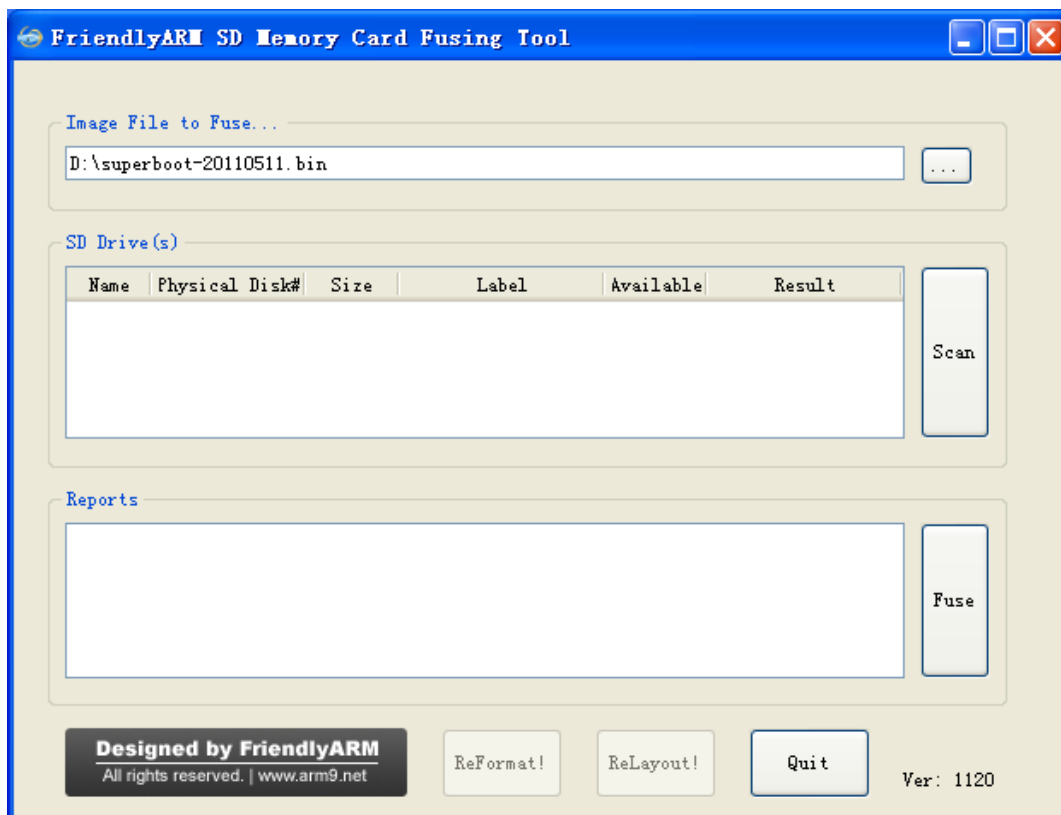 FriendlyARM SD Memory Card Fusing Tool
Image File to Fuse...
D:\superboot-20110511.bin
...
SD Drive(s)
Name Physical Disk# Size Label Available Result
Scan
Reports
Fuse
Designed by FriendlyARM
All rights reserved. | www.arm9.net
ReFormat!
ReLayout!
Quit
Ver: 1120